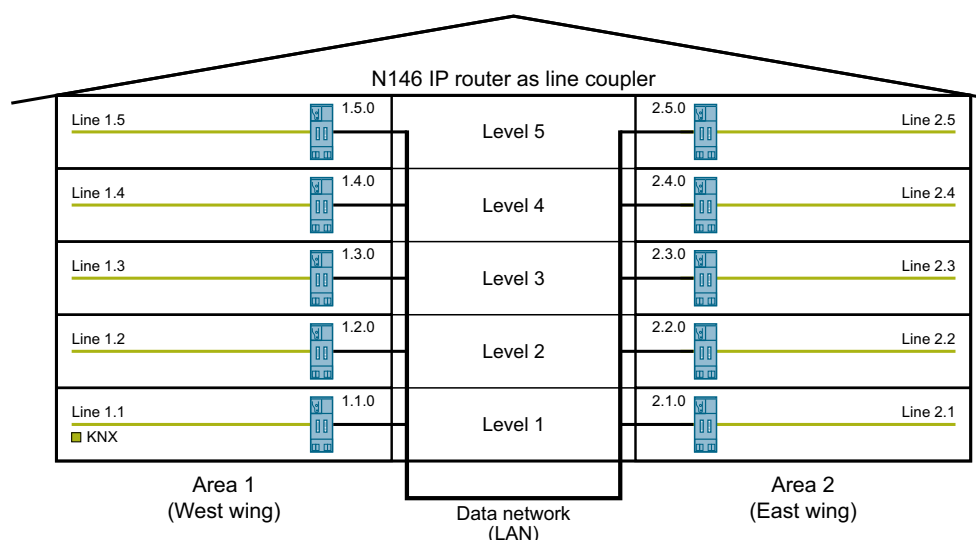 N146 IP router as line coupler
Line 1.5
1.5.0
Level 5
2.5.0
Line 2.5
Line 1.4
1.4.0
Level 4
2.4.0
Line 2.4
Line 1.3
1.3.0
Level 3
2.3.0
Line 2.3
Line 1.2
1.2.0
Level 2
2.2.0
Line 2.2
Line 1.1
KNX
1.1.0
Level 1
2.1.0
Line 2.1
Area 1
(West wing)
Data network
(LAN)
Area 2
(East wing)